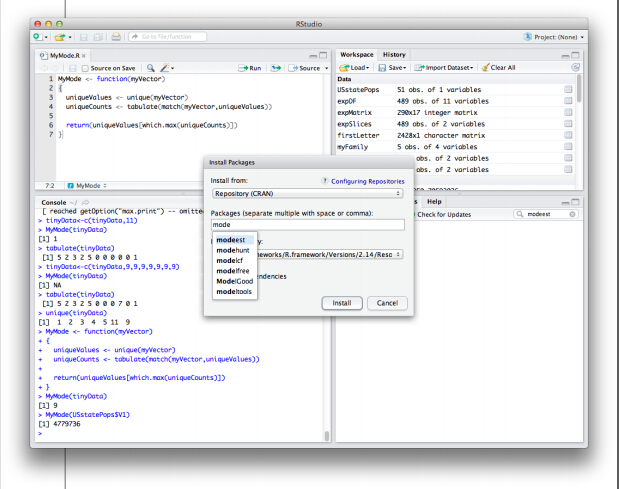 RStudio
Go to file/function
Project: (None)
MyMode.R
Source on Save
Run
Source
1 MyMode <- function(myVector)
2 {
3 uniqueValues <- unique(myVector)
4 uniqueCounts <- tabulate(match(myVector,uniqueValues))
5
6 return(uniqueValues[which.max(uniqueCounts)])
7 }
7:2 MyMode
Console ~/
[ reached getOption("max.print") -- omitted
> tinyData<-c(tinyData,11)
> MyMode(tinyData)
[1] 1
> tabulate(tinyData)
[1] 5 2 3 2 5 0 0 0 0 0 1
> tinyData<-c(tinyData,9,9,9,9,9,9,9)
> MyMode(tinyData)
[1] NA
> tabulate(tinyData)
[1] 5 2 3 2 5 0 0 0 7 0 1
> unique(tinyData)
[1] 1 2 3 4 5 11 9
> MyMode <- function(myVector)
+ {
+ uniqueValues <- unique(myVector)
+ uniqueCounts <- tabulate(match(myVector,uniqueValues))
+
+ return(uniqueValues[which.max(uniqueCounts)])
+ }
> MyMode(tinyData)
[1] 9
> MyMode(USstatePops$V1)
[1] 4779736
>
Workspace History
Load Save Import Dataset Clear All
Data
USstatePops 51 obs. of 1 variables
expDF 489 obs. of 11 variables
expMatrix 290x17 integer matrix
expSlices 489 obs. of 2 variables
firstLetter 2428x1 character matrix
myFamily 5 obs. of 4 variables
obs. of 2 variables
obs. of 2 variables
s Help
Check for Updates
modeest
Install Packages
Install from:
? Configuring Repositories
Repository (CRAN)
Packages (separate multiple with space or comma):
mode
y:
meworks/R.framework/Versions/2.14/Reso
endencies
modeest
modehunt
modelcf
modelfree
ModelGood
modeltools
Install
Cancel